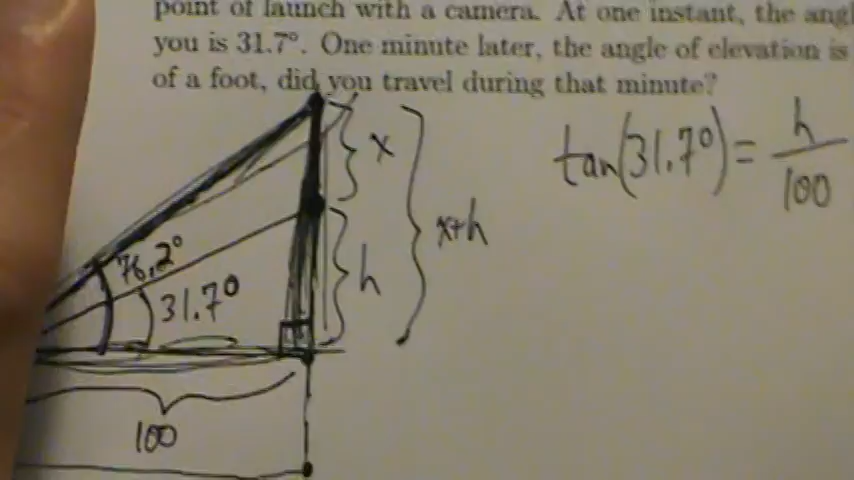 point of launch with a camera. At one instant, the angl
you is 31.7°. One minute later, the angle of elevation is
of a foot, did you travel during that minute?
tan(31.7°) = h/100
x
x+h
76.2°
31.7°
h
100